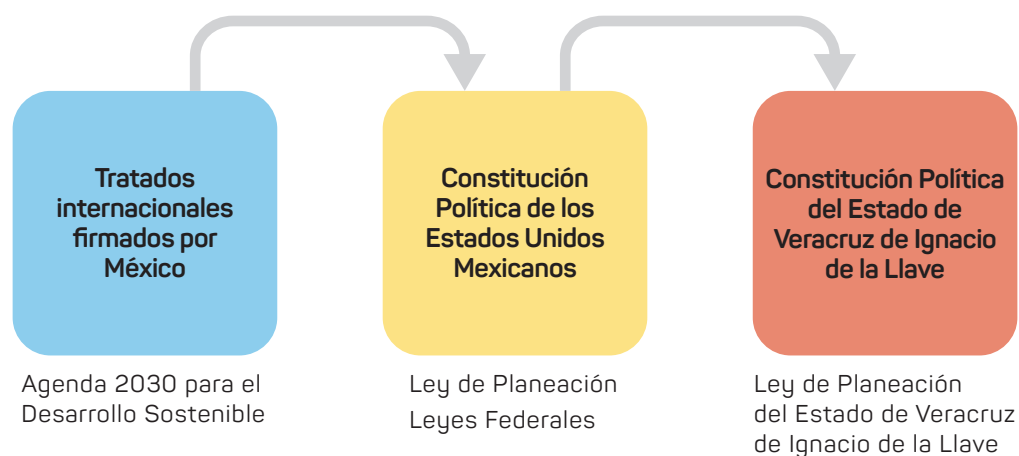 Tratados
internacionales
firmados por
México
Constitución
Política de los
Estados Unidos
Mexicanos
Constitución Política
del Estado de
Veracruz de Ignacio
de la Llave
Agenda 2030 para el
Desarrollo Sostenible
Ley de Planeación
Leyes Federales
Ley de Planeación
del Estado de Veracruz
de Ignacio de la Llave